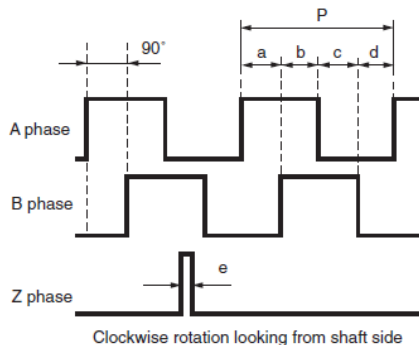 P
90°
a b c d
A phase
B phase
e
Z phase
Clockwise rotation looking from shaft side